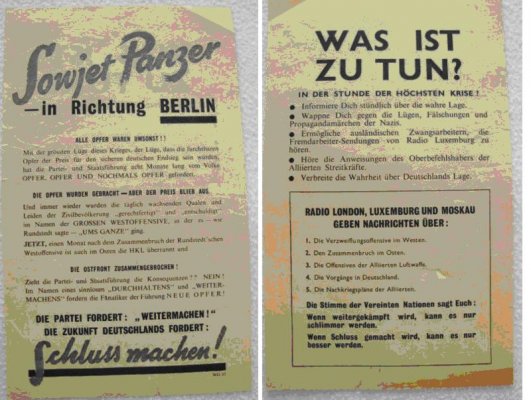 Sowjet Panzer
—in Richtung BERLIN
ALLE OPFER WAREN UMSONST!!
Mit der grössten Lüge dieses Krieges, der Lüge, dass die furchtbaren
Opfer der Preis für den sicheren deutschen Endsieg sein würden,
hat die Partei- und Staatsführung acht Monate lang vom Volke
OPFER, OPFER UND NOCHMALS OPFER gefordert.
DIE OPFER WURDEN GEBRACHT—ABER DER PREIS BLIEB AUS
Und immer wieder wurden die täglich wachsenden Qualen und
Leiden der Zivilbevölkerung „gerechtfertigt" und „entschuldigt"
im Namen der GROSSEN WESTOFFENSIVE, in der es — wie
Rundstedt sagte — „UMS GANZE" ging.
JETZT, einen Monat nach dem Zusammenbruch der Rundstedt'schen
Westoffensive ist auch im Osten die HKL überrannt und
DIE OSTFRONT ZUSAMMENGEBROCHEN!
Zieht die Partei- und Staatsführung die Konsequenzen?? NEIN!
Im Namen eines sinnlosen „DURCHHALTENS" und „WEITER-
MACHENS" fordern die Fanatiker der Führung NEUE OPFER!
DIE PARTEI FORDERT: „WEITERMACHEN!"
DIE ZUKUNFT DEUTSCHLANDS FORDERT:
Schluss machen!
WAS IST
ZU TUN?
IN DER STUNDE DER HÖCHSTEN KRISE!
● Informiere Dich stündlich über die wahre Lage.
● Wappne Dich gegen die Lügen, Fälschungen und
Propagandamärchen der Nazis.
● Ermögliche ausländischen Zwangsarbeitern, die
Fremdarbeiter-Sendungen von Radio Luxemburg zu
hören.
● Höre die Anweisungen des Oberbefehlshabers der
Alliierten Streitkräfte.
● Verbreite die Wahrheit über Deutschlands Lage.
RADIO LONDON, LUXEMBURG UND MOSKAU
GEBEN NACHRICHTEN ÜBER:
1. Die Verzweiflungsoffensive im Westen.
2. Den Zusammenbruch im Osten.
3. Die Offensiven der Alliierten Luftwaffe.
4. Die Vorgänge in Deutschland.
5. Die Nachkriegspläne der Alliierten.
Die Stimme der Vereinten Nationen sagt Euch:
Wenn weitergekämpft wird, kann es nur
schlimmer werden.
Wenn Schluss gemacht wird, kann es nur
besser werden.